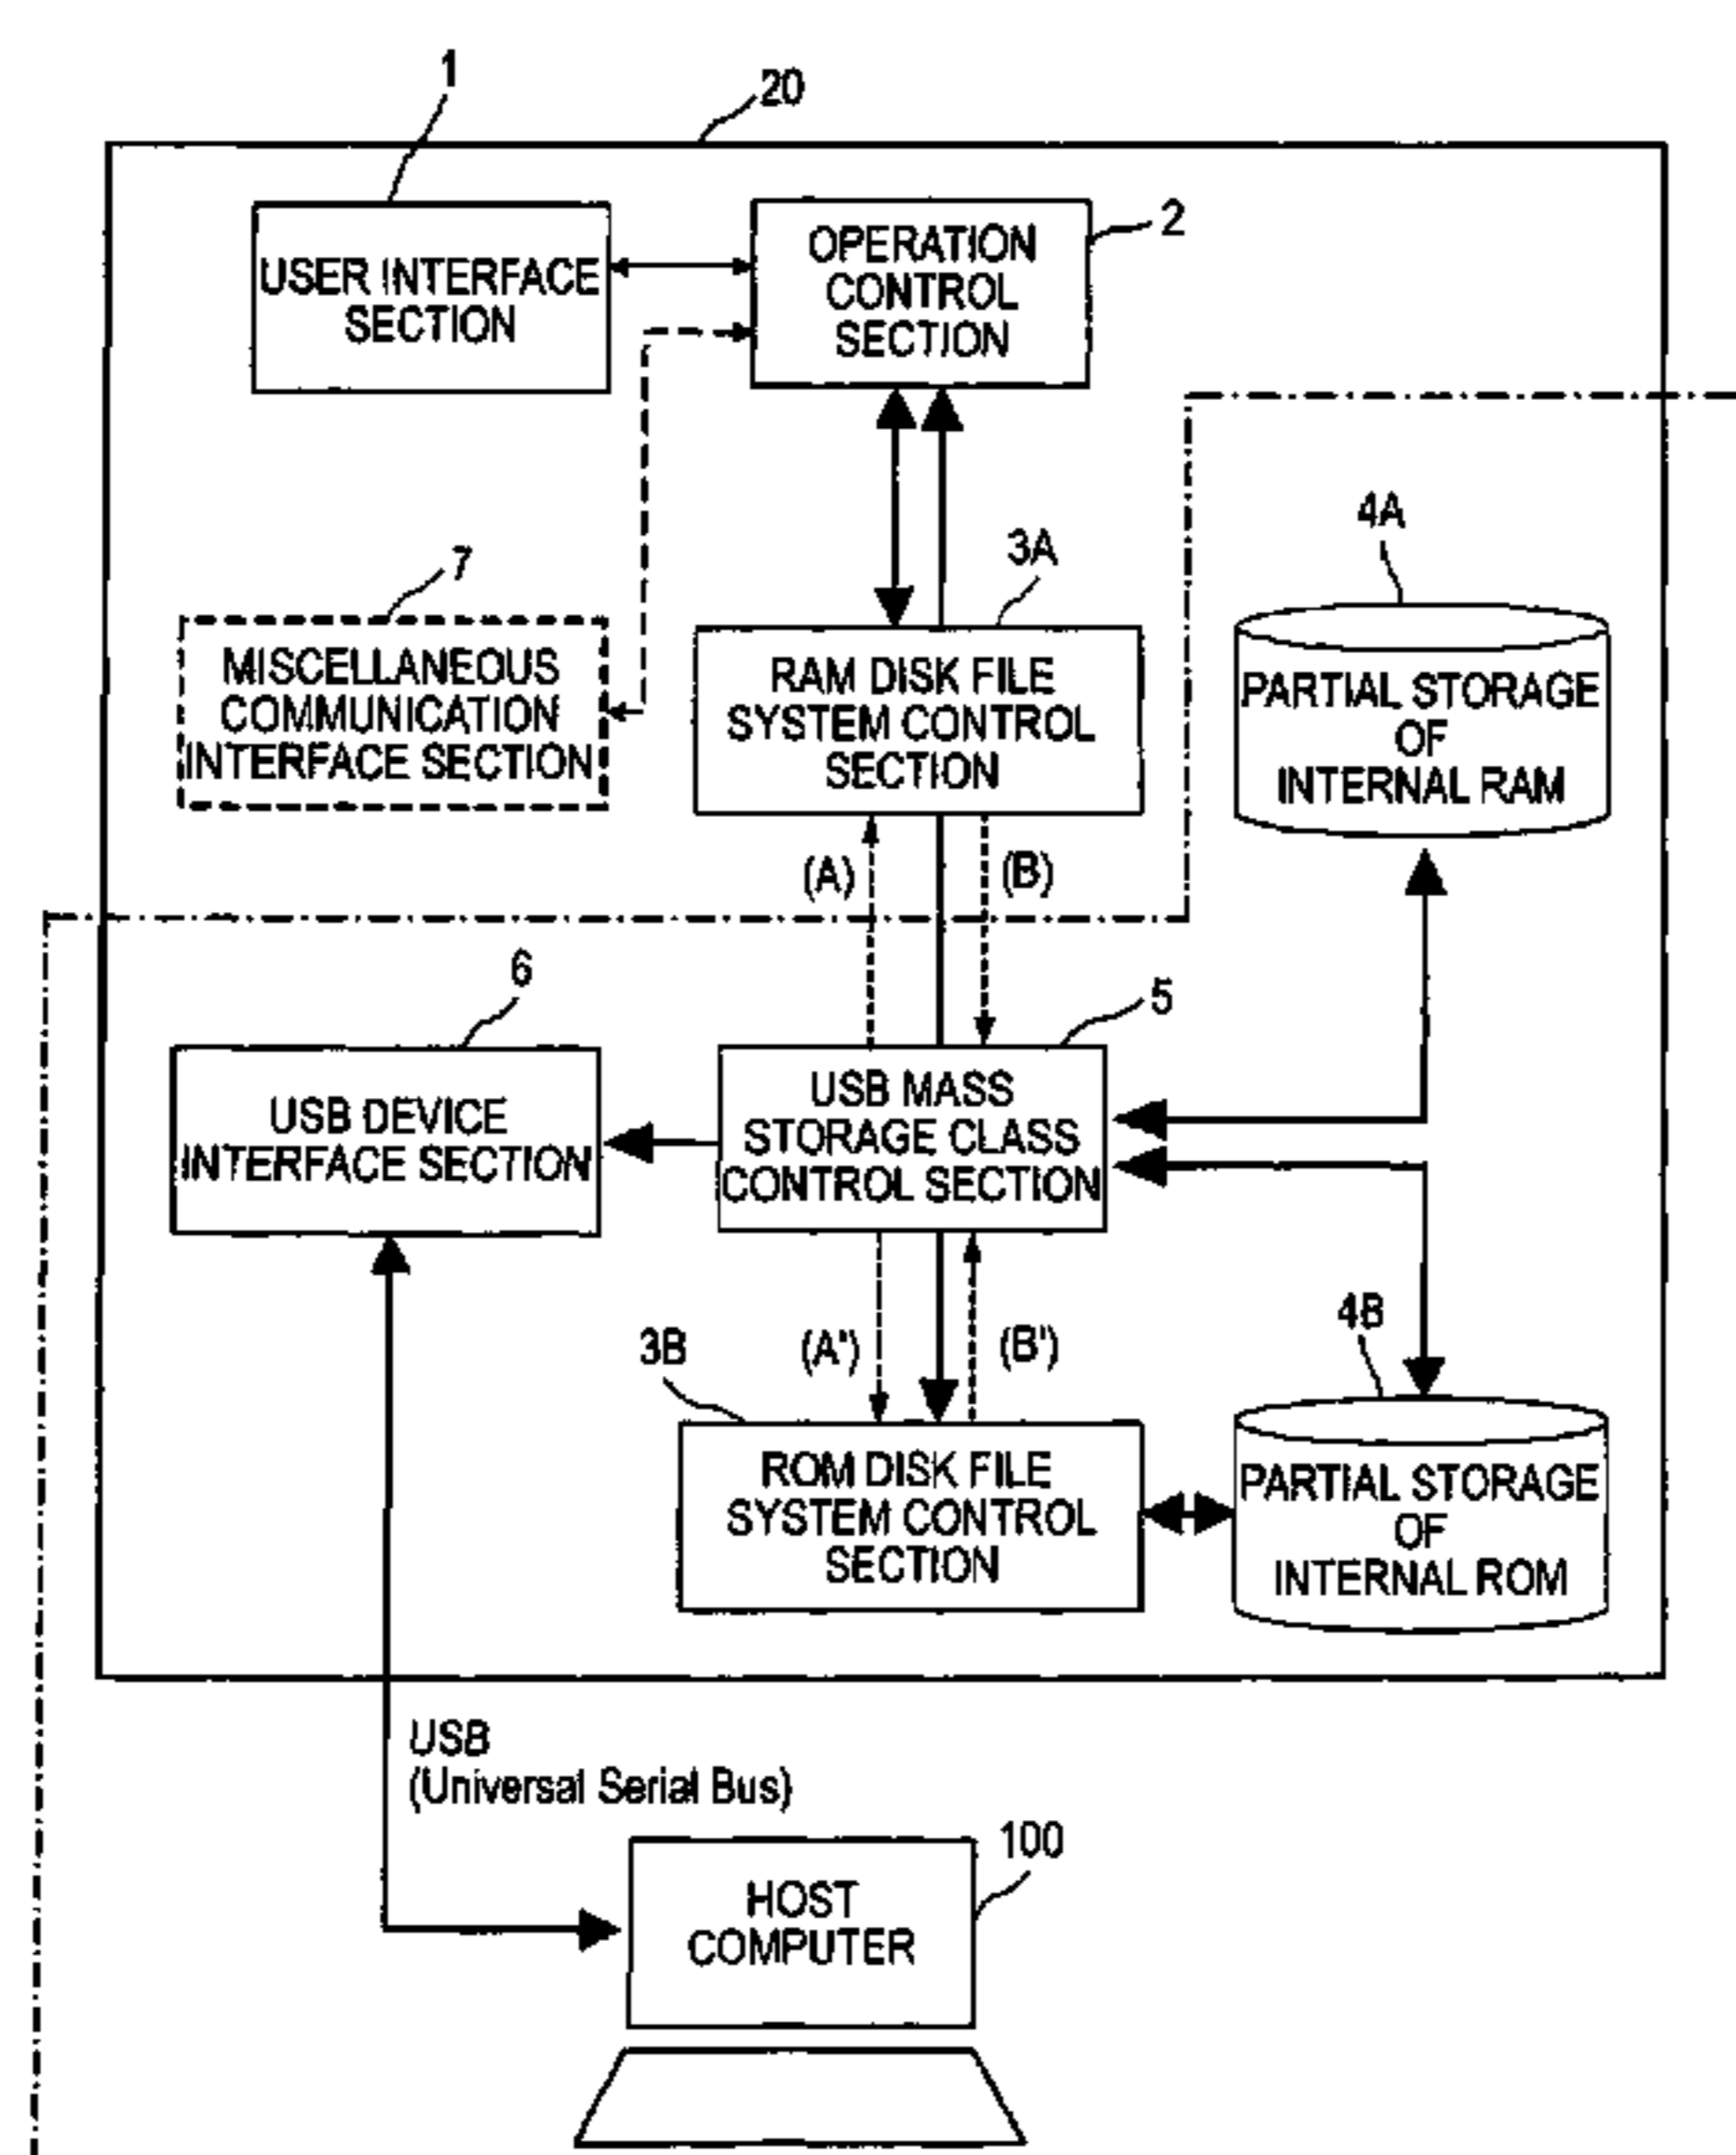 1
20
USER INTERFACE
SECTION
OPERATION
CONTROL
SECTION
2
7
MISCELLANEOUS
COMMUNICATION
INTERFACE SECTION
3A
RAM DISK FILE
SYSTEM CONTROL
SECTION
4A
PARTIAL STORAGE
OF
INTERNAL RAM
(A)
(B)
6
USB DEVICE
INTERFACE SECTION
5
USB MASS
STORAGE CLASS
CONTROL SECTION
3B
(A')
(B')
4B
ROM DISK FILE
SYSTEM CONTROL
SECTION
PARTIAL STORAGE
OF
INTERNAL ROM
USB
(Universal Serial Bus)
100
HOST
COMPUTER